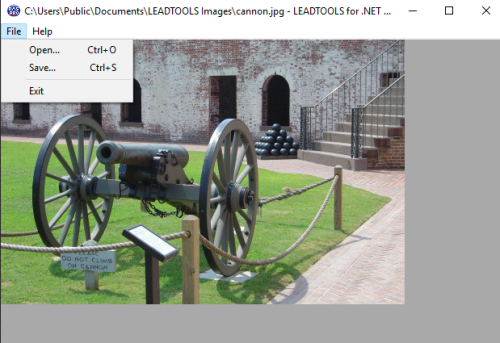 C:\Users\Public\Documents\LEADTOOLS Images\cannon.jpg - LEADTOOLS for .NET ...
File Help
Open... Ctrl+O
Save... Ctrl+S
Exit
DO NOT CLIMB
ON CANNON